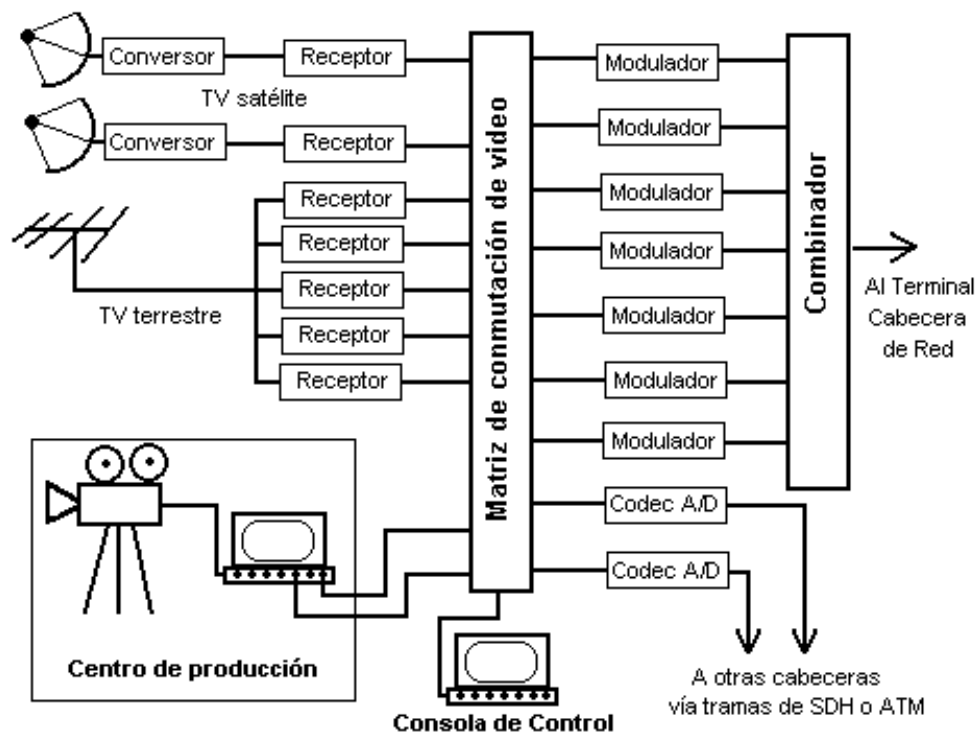 Conversor
Receptor
Modulador
TV satélite
Conversor
Receptor
Modulador
Receptor
Modulador
Receptor
Modulador
TV terrestre
Receptor
Modulador
Receptor
Receptor
Modulador
Modulador
Matriz de conmutación de video
Combinador
Al Terminal
Cabecera
de Red
Codec A/D
Codec A/D
Centro de producción
Consola de Control
A otras cabeceras
vía tramas de SDH o ATM